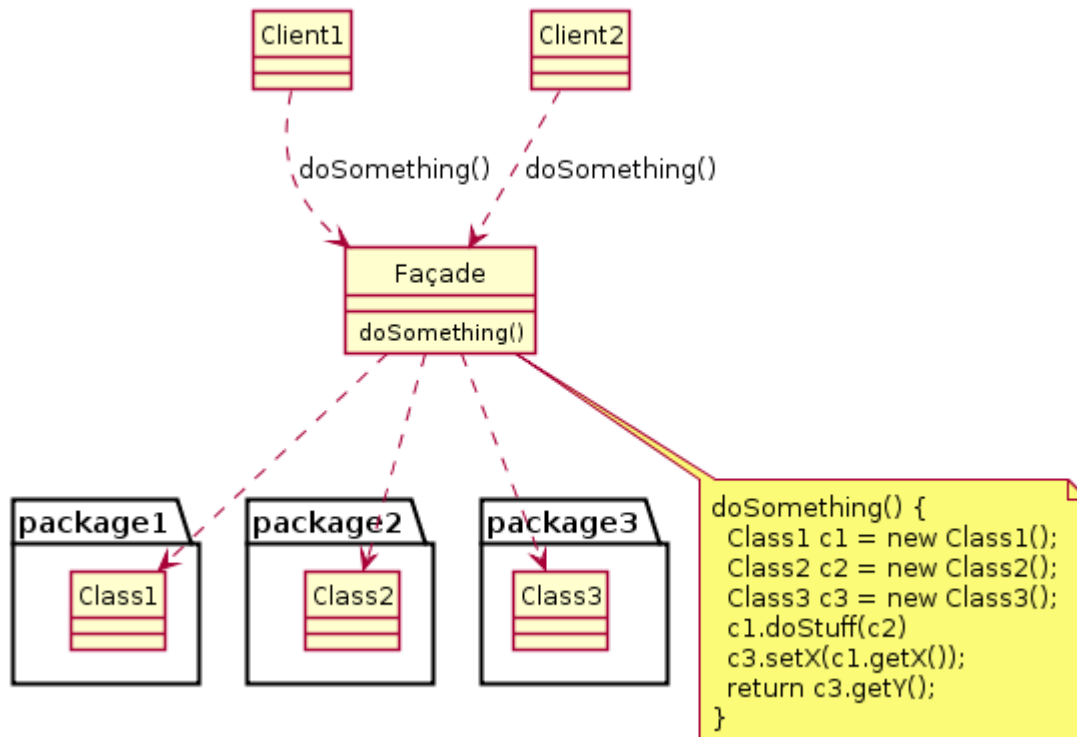 Client1
Client2
doSomething()
doSomething()
Façade
doSomething()
package1
package2
package3
Class1
Class2
Class3
doSomething() {
Class1 c1 = new Class1();
Class2 c2 = new Class2();
Class3 c3 = new Class3();
c1.doStuff(c2)
c3.setX(c1.getX());
return c3.getY();
}